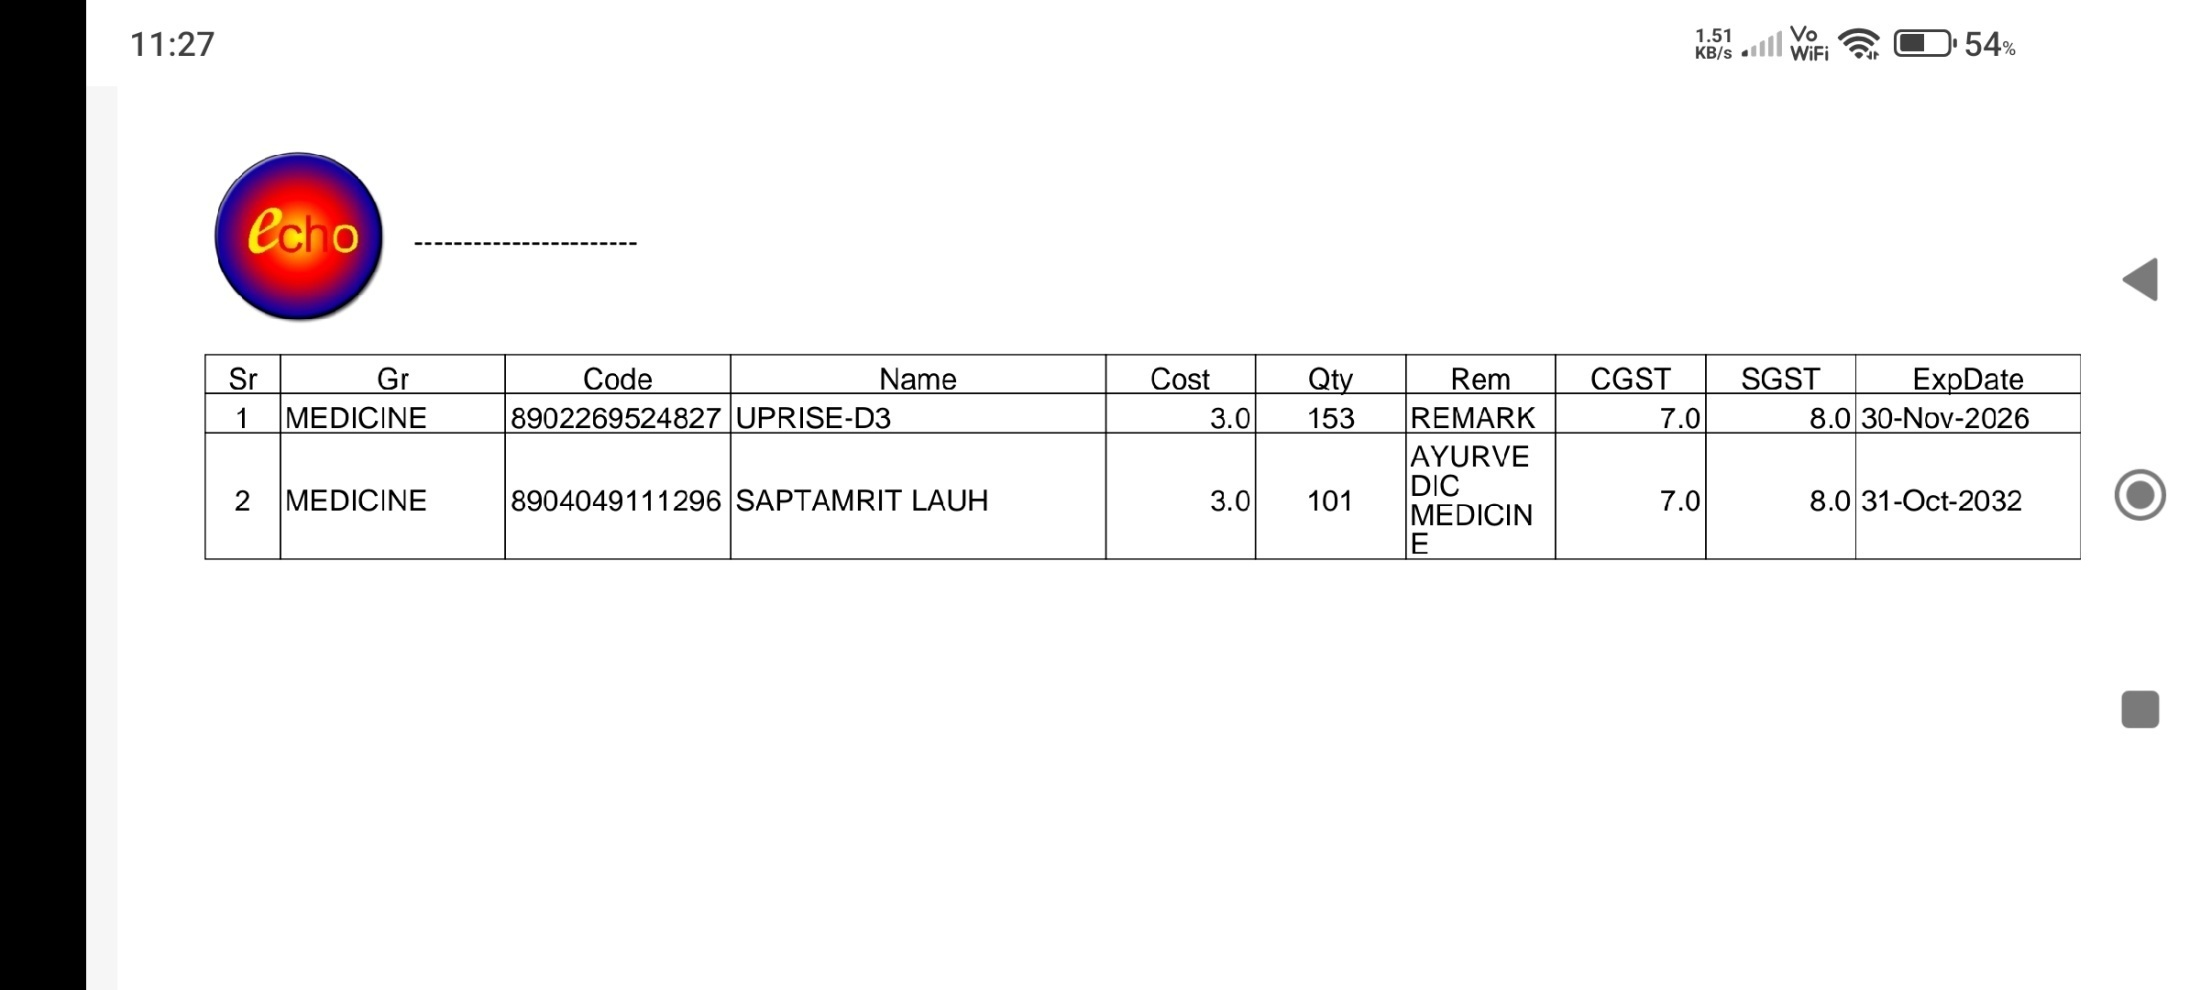 11:27
1.51 KB/s Vo WiFi 54%
echo
-----------------------
Sr Gr Code Name Cost Qty Rem CGST SGST ExpDate
1 MEDICINE 8902269524827 UPRISE-D3 3.0 153 REMARK 7.0 8.0 30-Nov-2026
2 MEDICINE 8904049111296 SAPTAMRIT LAUH 3.0 101 AYURVE
DIC
MEDICIN
E 7.0 8.0 31-Oct-2032